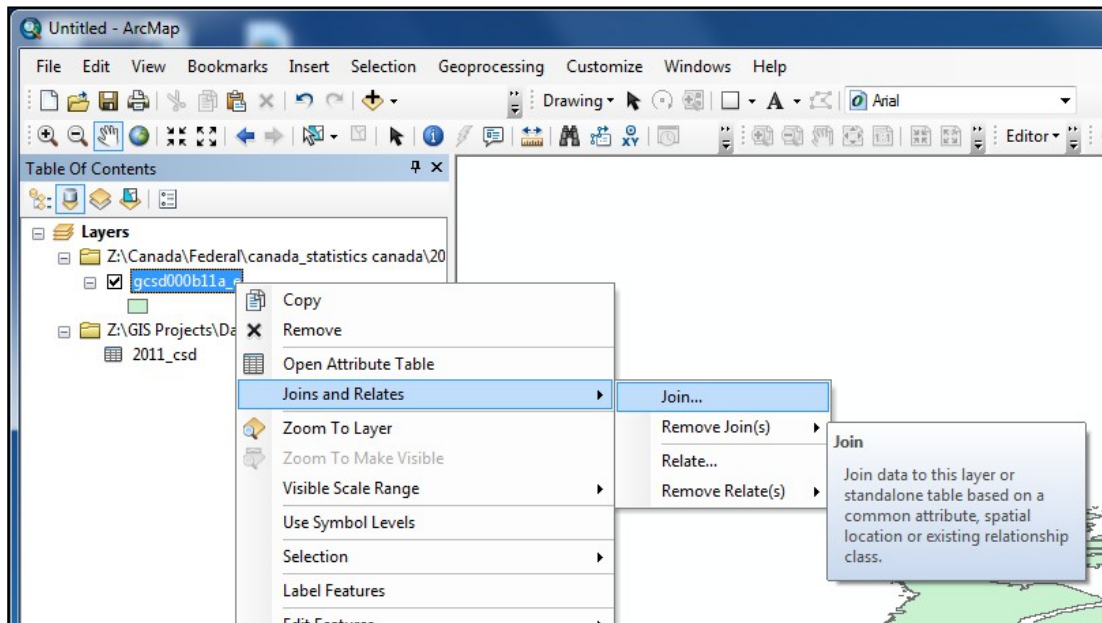 Untitled - ArcMap
File Edit View Bookmarks Insert Selection Geoprocessing Customize Windows Help
Drawing A Arial
XY Editor
Table Of Contents
Layers
Z:\Canada\Federal\canada_statistics canada\20
gcsd000b11a_e
Z:\GIS Projects\Da
2011_csd
Copy
Remove
Open Attribute Table
Joins and Relates
Zoom To Layer
Zoom To Make Visible
Visible Scale Range
Use Symbol Levels
Selection
Label Features
Edit Features
Join...
Remove Join(s)
Relate...
Remove Relate(s)
Join
Join data to this layer or
standalone table based on a
common attribute, spatial
location or existing relationship
class.